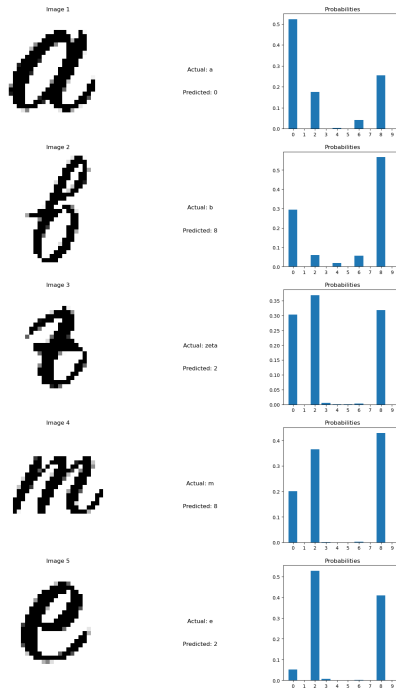 Image 1
Probabilities
a
Actual: a
Predicted: 0
0.5
0.4
0.3
0.2
0.1
0.0
0 1 2 3 4 5 6 7 8 9
Image 2
Probabilities
b
Actual: b
Predicted: 8
0.5
0.4
0.3
0.2
0.1
0.0
0 1 2 3 4 5 6 7 8 9
Image 3
Probabilities
Actual: zeta
Predicted: 2
0.35
0.30
0.25
0.20
0.15
0.10
0.05
0.00
0 1 2 3 4 5 6 7 8 9
Image 4
Probabilities
m
Actual: m
Predicted: 8
0.4
0.3
0.2
0.1
0.0
0 1 2 3 4 5 6 7 8 9
Image 5
Probabilities
e
Actual: e
Predicted: 2
0.5
0.4
0.3
0.2
0.1
0.0
0 1 2 3 4 5 6 7 8 9